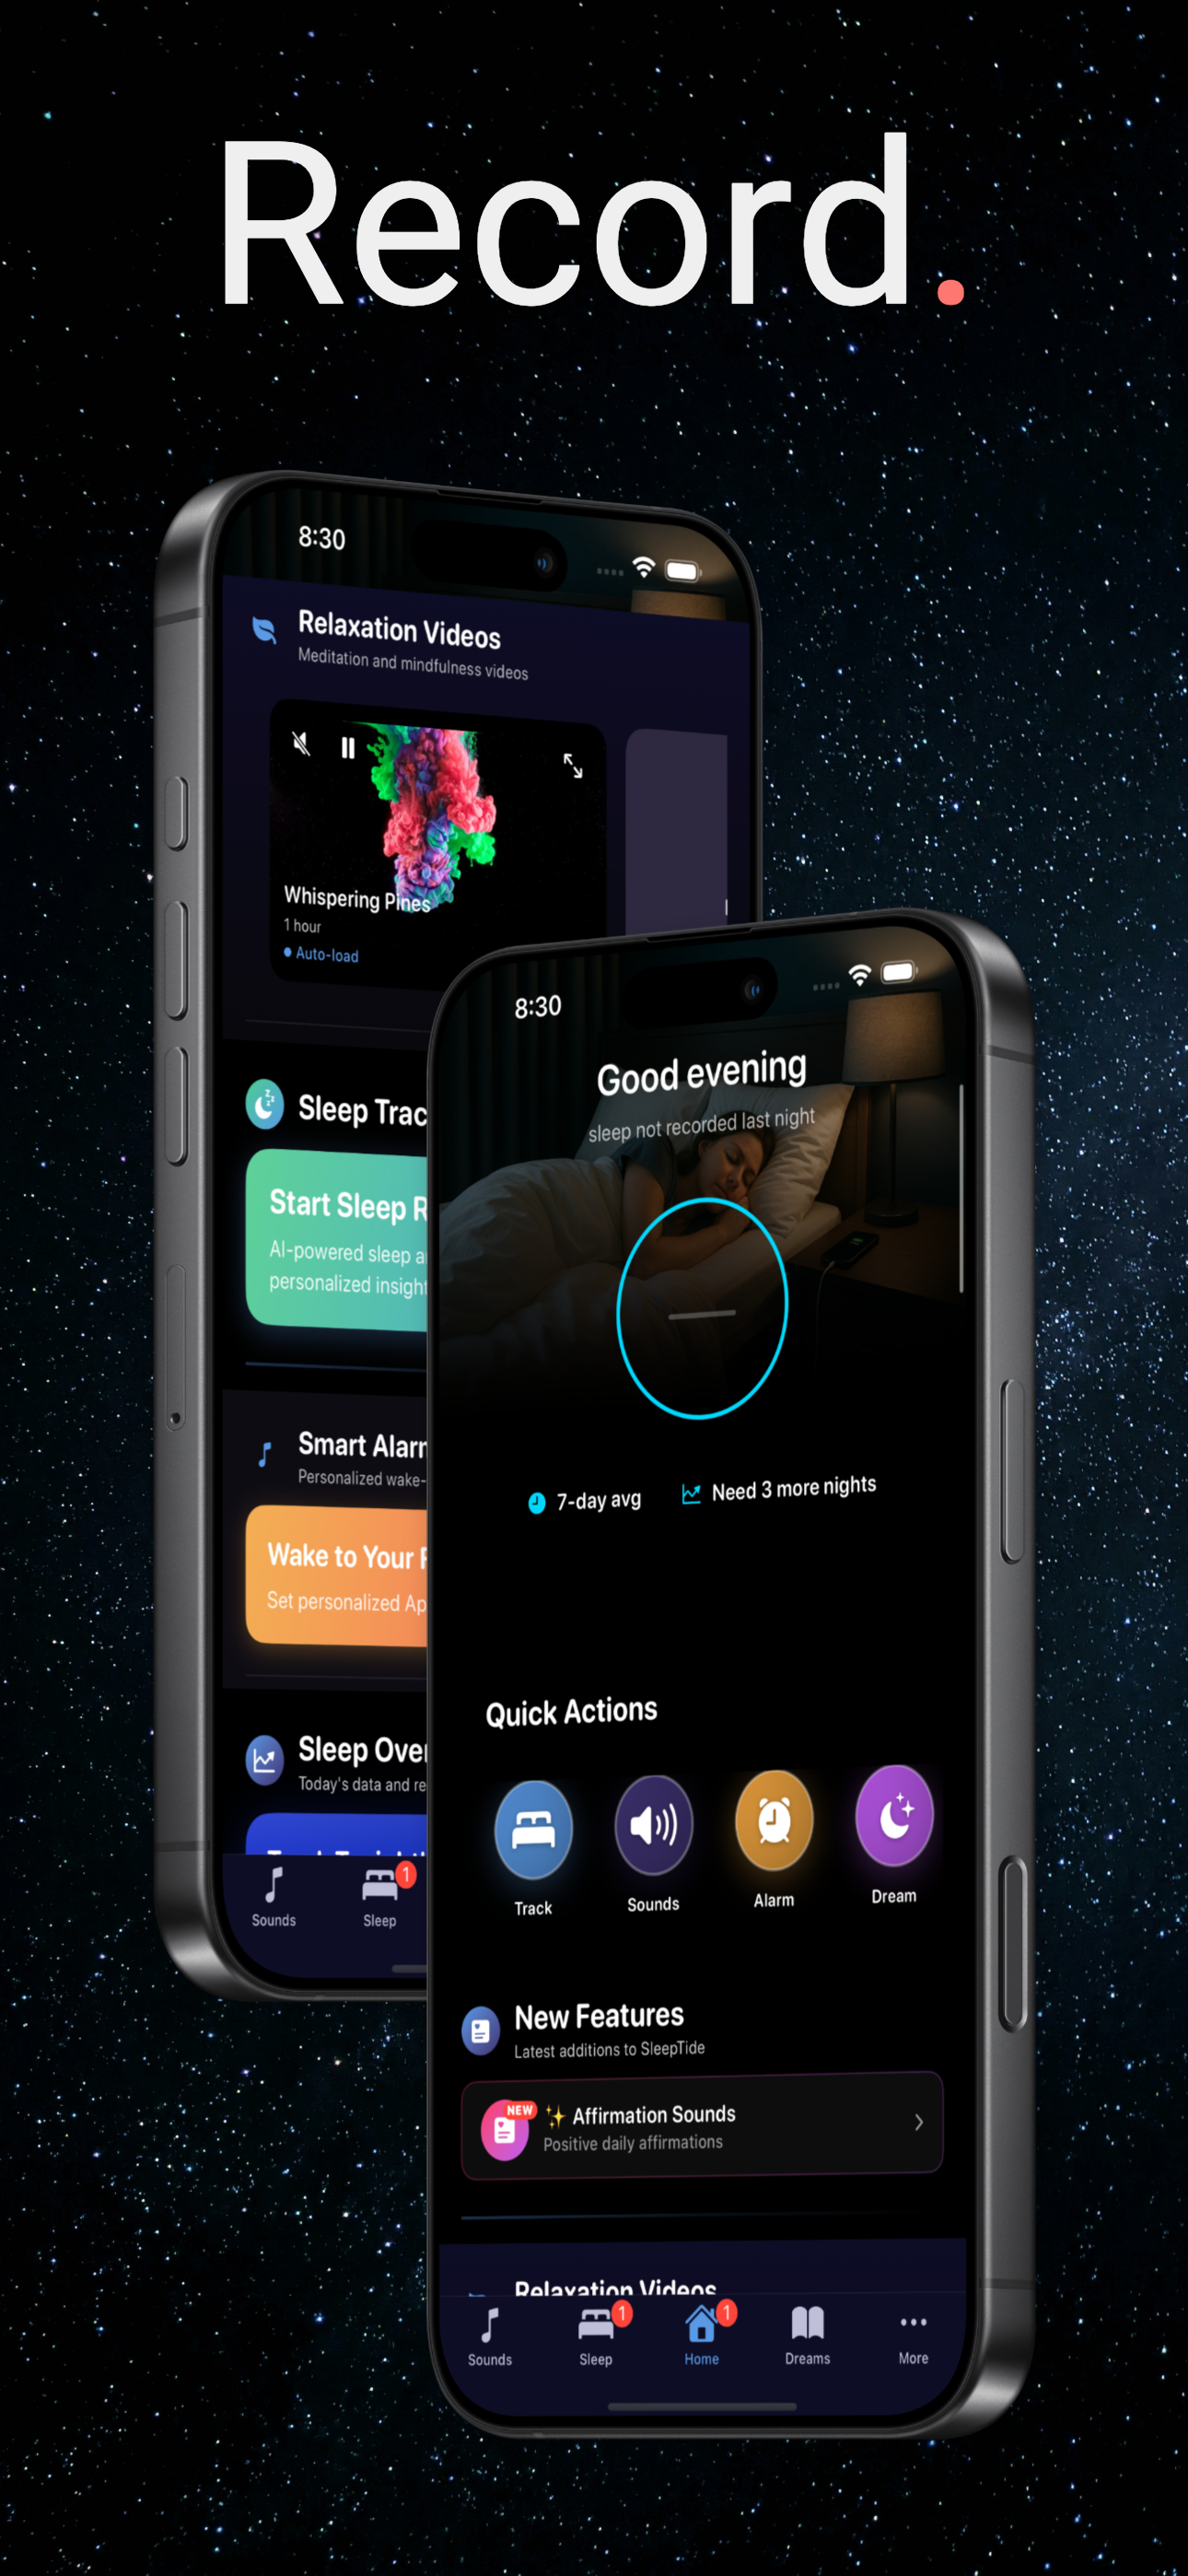 Record.
8:30
Relaxation Videos
Meditation and mindfulness videos
Whispering Pines
1 hour
Auto-load
Sleep Trac
Start Sleep R
AI-powered sleep a
personalized insight
Smart Alarm
Personalized wake-
Wake to Your
Set personalized Ap
Sleep Over
Today's data and re
Sounds
Sleep
1
8:30
Good evening
sleep not recorded last night
7-day avg
Need 3 more nights
Quick Actions
Track
Sounds
Alarm
Dream
New Features
Latest additions to SleepTide
NEW
✨ Affirmation Sounds
Positive daily affirmations
Relaxation Videos
1
1
Sounds
Sleep
Home
Dreams
More